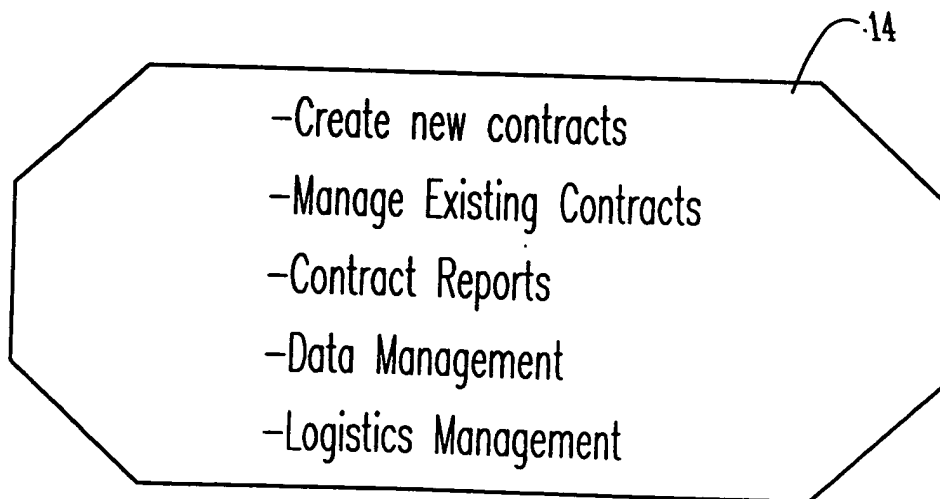 14
-Create new contracts
-Manage Existing Contracts
-Contract Reports
-Data Management
-Logistics Management